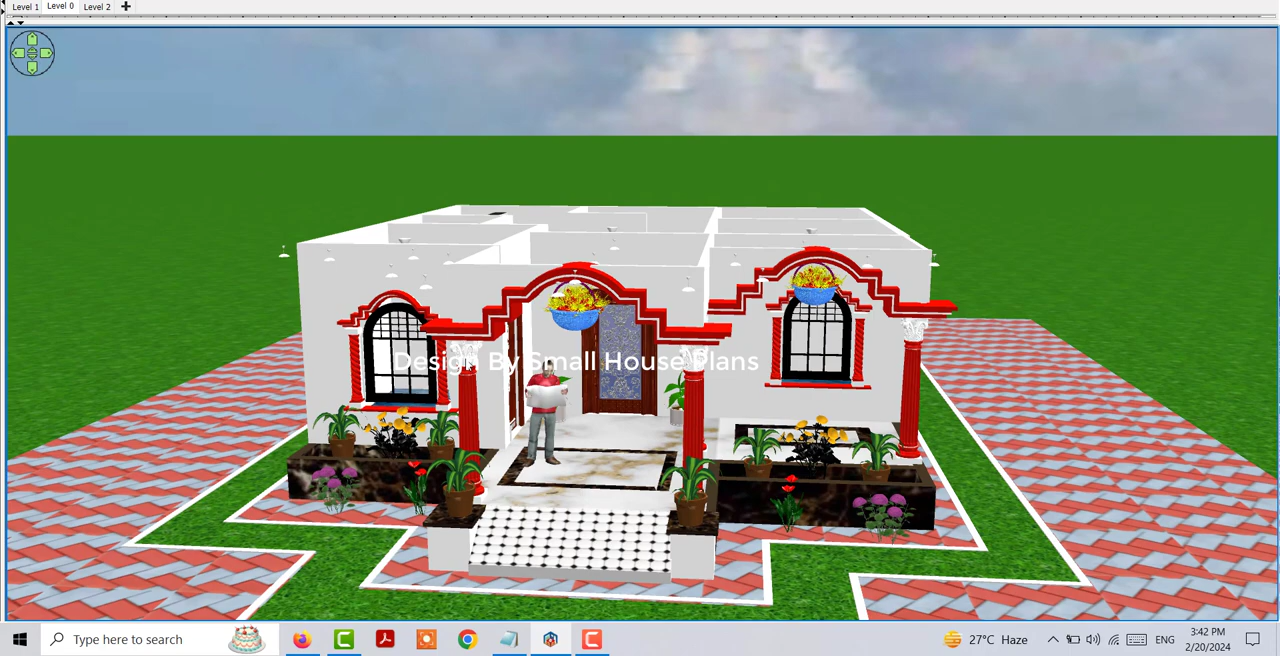 Level 1 Level 0 Level 2
Design By Small House Plans
Type here to search
27°C Haze
ENG
3:42 PM
2/20/2024